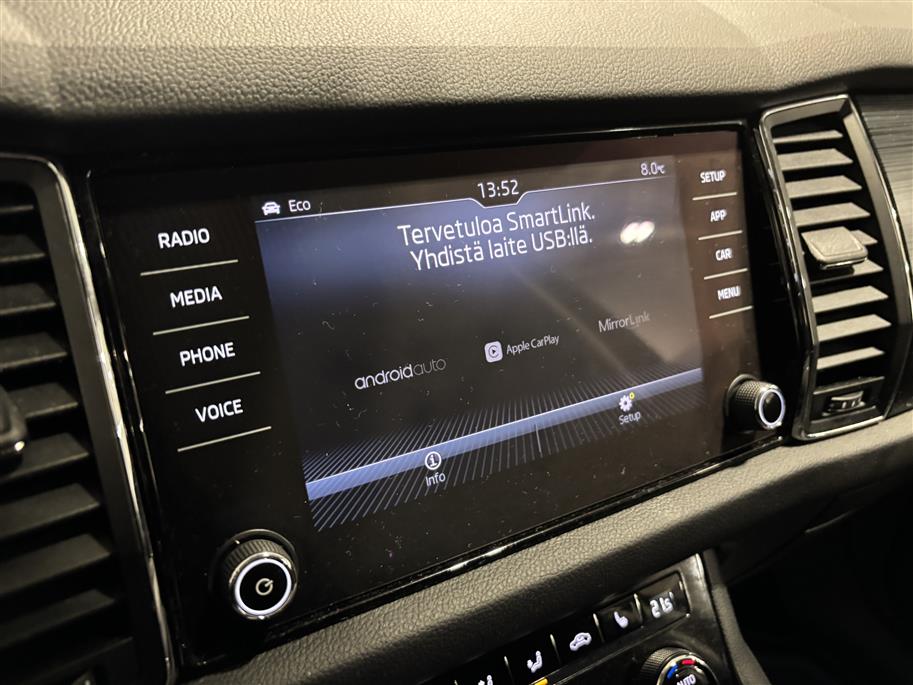 Eco
13:52
8.0°C
Tervetuloa SmartLink.
Yhdistä laite USB:llä.
androidauto
Apple CarPlay
MirrorLink
Info
Setup
RADIO
MEDIA
PHONE
VOICE
SETUP
APP
CAR
MENU
AUTO